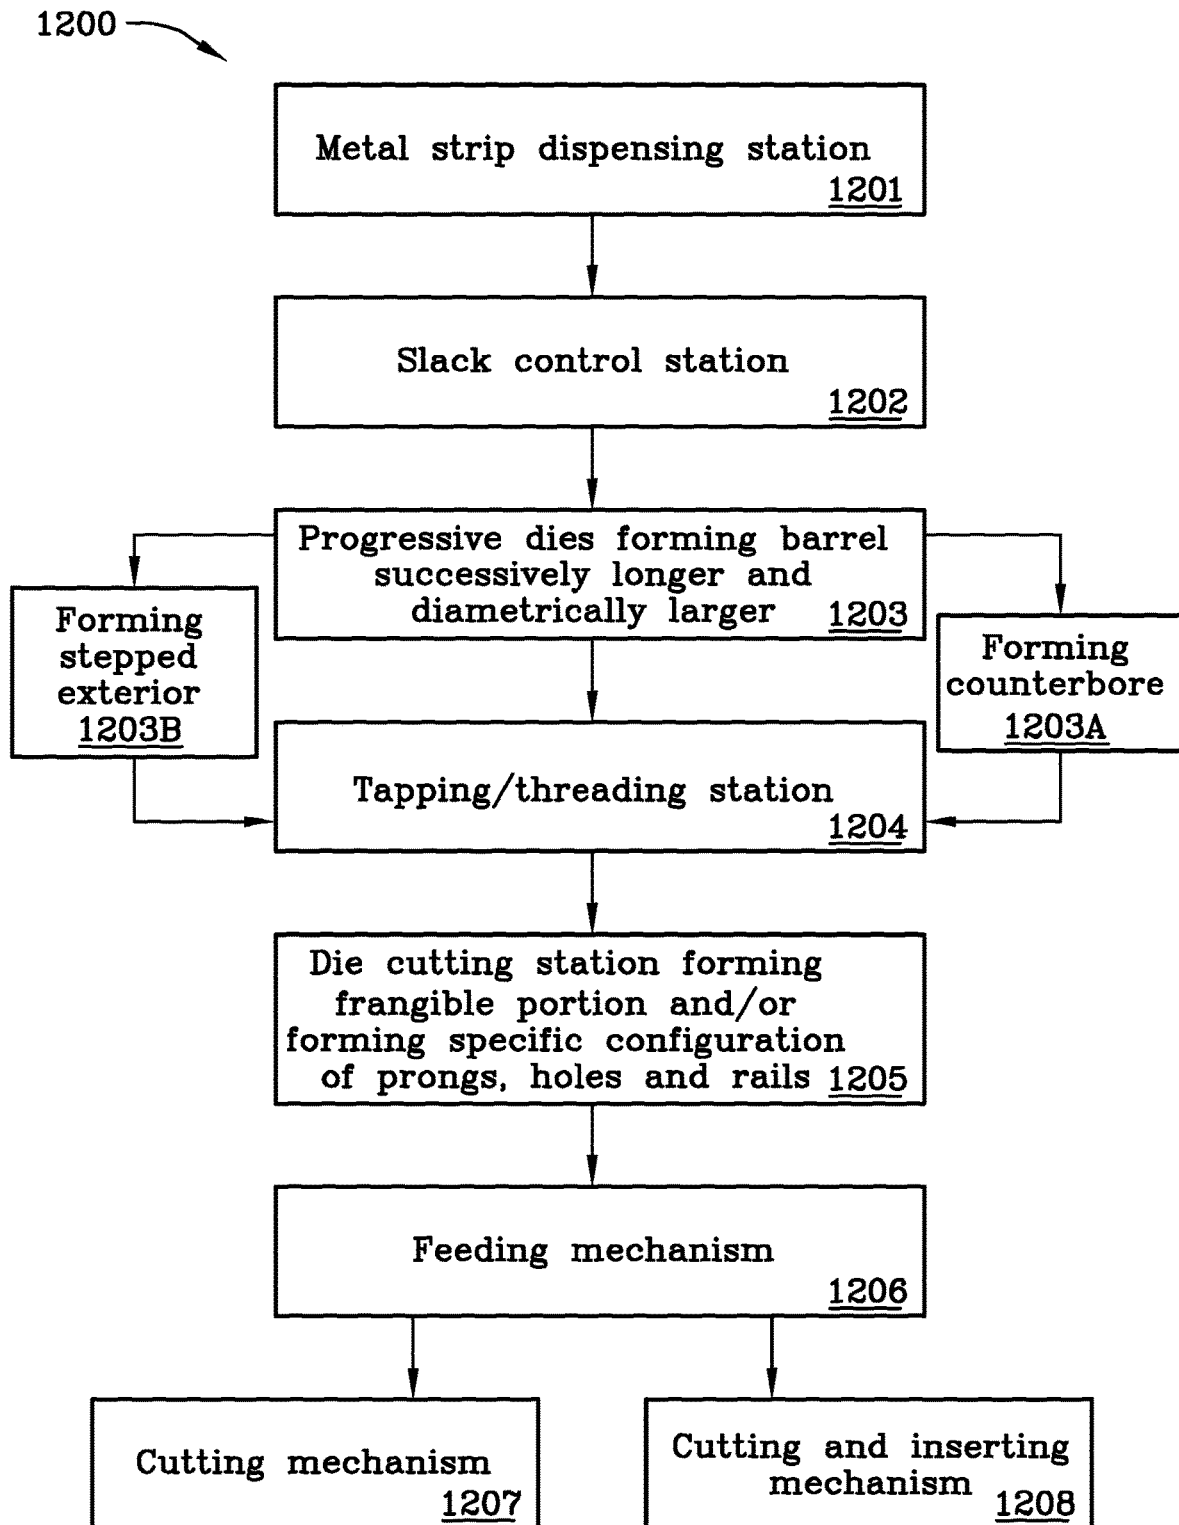 1200
Metal strip dispensing station
1201
Slack control station
1202
Progressive dies forming barrel
successively longer and
diametrically larger 1203
Forming
stepped
exterior
1203B
Forming
counterbore
1203A
Tapping/threading station
1204
Die cutting station forming
frangible portion and/or
forming specific configuration
of prongs, holes and rails 1205
Feeding mechanism
1206
Cutting mechanism
1207
Cutting and inserting
mechanism
1208